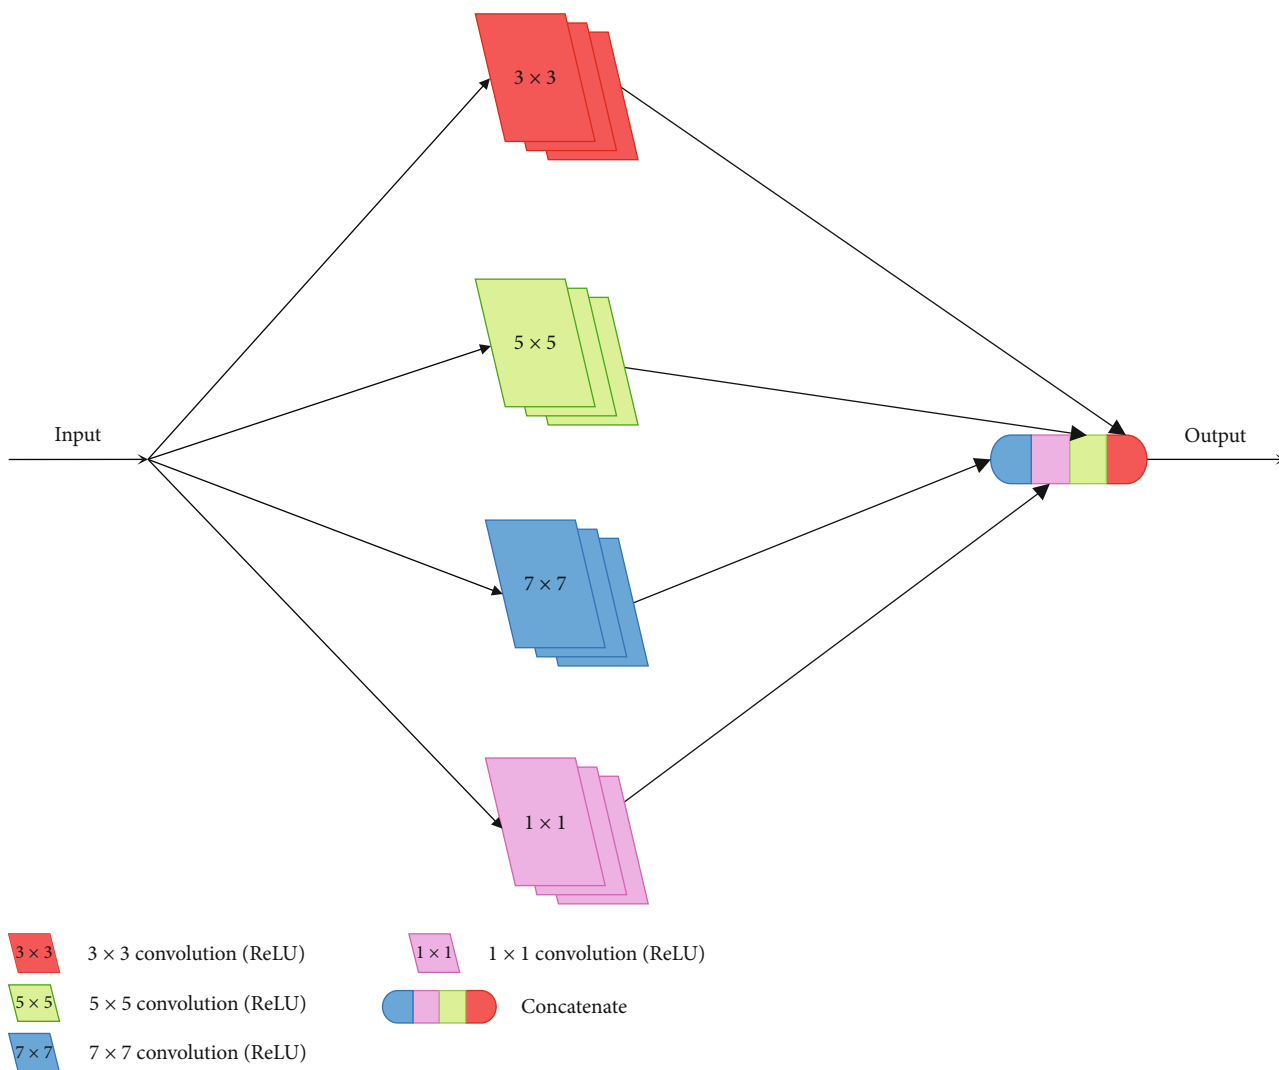 3 × 3
5 × 5
Input
Output
7 × 7
1 × 1
3 × 3 3 × 3 convolution (ReLU)
1 × 1 1 × 1 convolution (ReLU)
5 × 5 5 × 5 convolution (ReLU)
Concatenate
7 × 7 7 × 7 convolution (ReLU)